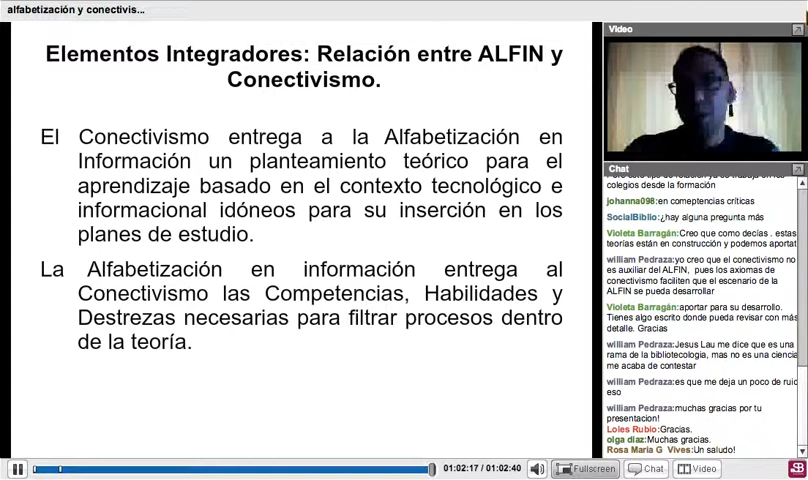 alfabetización y conectivis...
Elementos Integradores: Relación entre ALFIN y
Conectivismo.
El Conectivismo entrega a la Alfabetización en
Información un planteamiento teórico para el
aprendizaje basado en el contexto tecnológico e
informacional idóneos para su inserción en los
planes de estudio.
La Alfabetización en información entrega al
Conectivismo las Competencias, Habilidades y
Destrezas necesarias para filtrar procesos dentro
de la teoría.
Video
Chat
colegios desde la formación
johanna098:en comeptencias críticas
SocialBiblio:¿hay alguna pregunta más
Violeta Barragán:Creo que como decías . estas
teorías están en construcción y podemos aportat
william Pedraza:yo creo que el conectivismo no
es auxiliar del ALFIN, pues los axiomas de
conectivismo faciliten que el escenario de la
ALFIN se pueda desarrollar
Violeta Barragán:aportar para su desarrollo.
Tienes algo escrito donde pueda revisar con más
detalle. Gracias
william Pedraza:Jesus Lau me dice que es una
rama de la bibliotecología, mas no es una ciencia
me acaba de contestar
william Pedraza:es que me deja un poco de ruid
eso
william Pedraza:muchas gracias por tu
presentacion!
Loles Rubio:Gracias.
olga diaz:Muchas gracias.
Rosa Maria G Vives:Un saludo!
01:02:17 / 01:02:40
Fullscreen
Chat
Video
SB